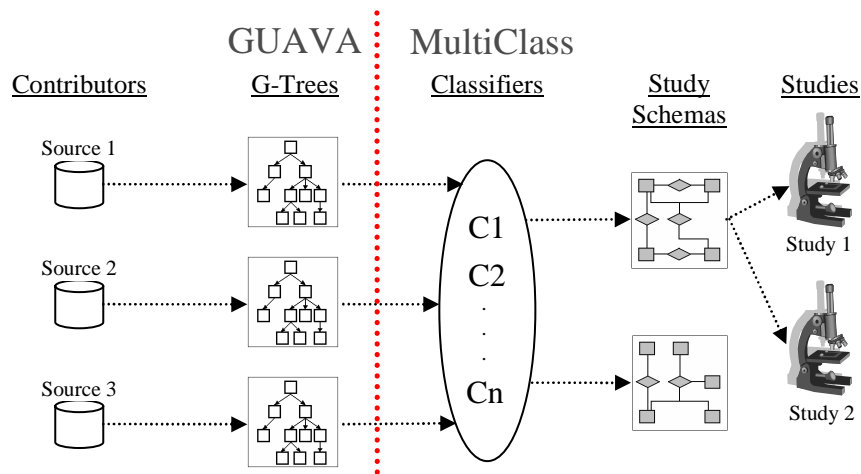 GUAVA
MultiClass
Contributors
G-Trees
Classifiers
Study
Schemas
Studies
Source 1
Source 2
Source 3
C1
C2
.
.
.
Cn
Study 1
Study 2